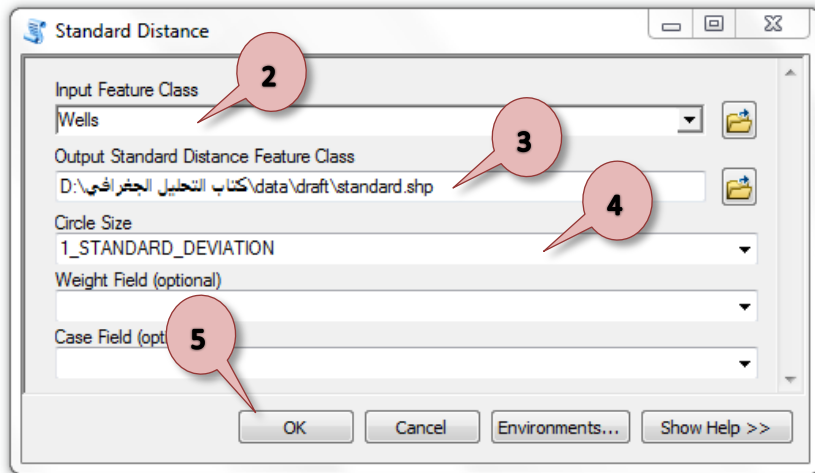 Standard Distance
2
Input Feature Class
Wells
3
Output Standard Distance Feature Class
D:\كتاب التحليل الجغرافي\data\draft\standard.shp
4
Circle Size
1_STANDARD_DEVIATION
Weight Field (optional)
5
Case Field (opti
OK Cancel Environments... Show Help >>